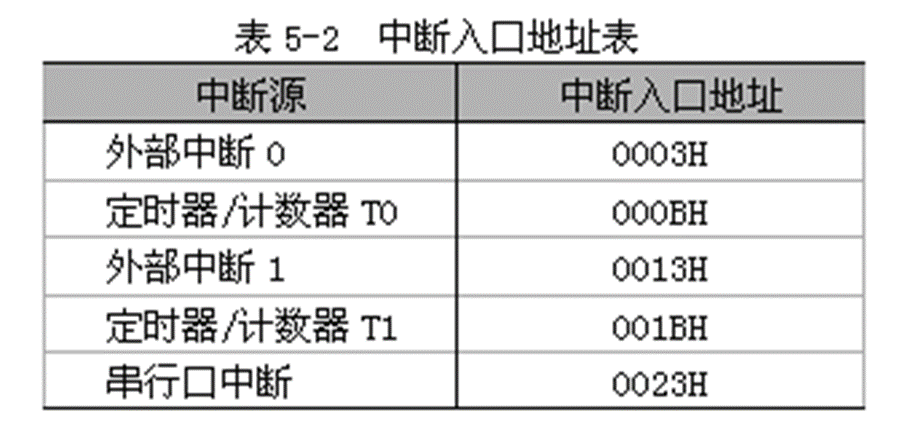 表 5-2 中断入口地址表
中断源 中断入口地址
外部中断 0 0003H
定时器/计数器 T0 000BH
外部中断 1 0013H
定时器/计数器 T1 001BH
串行口中断 0023H